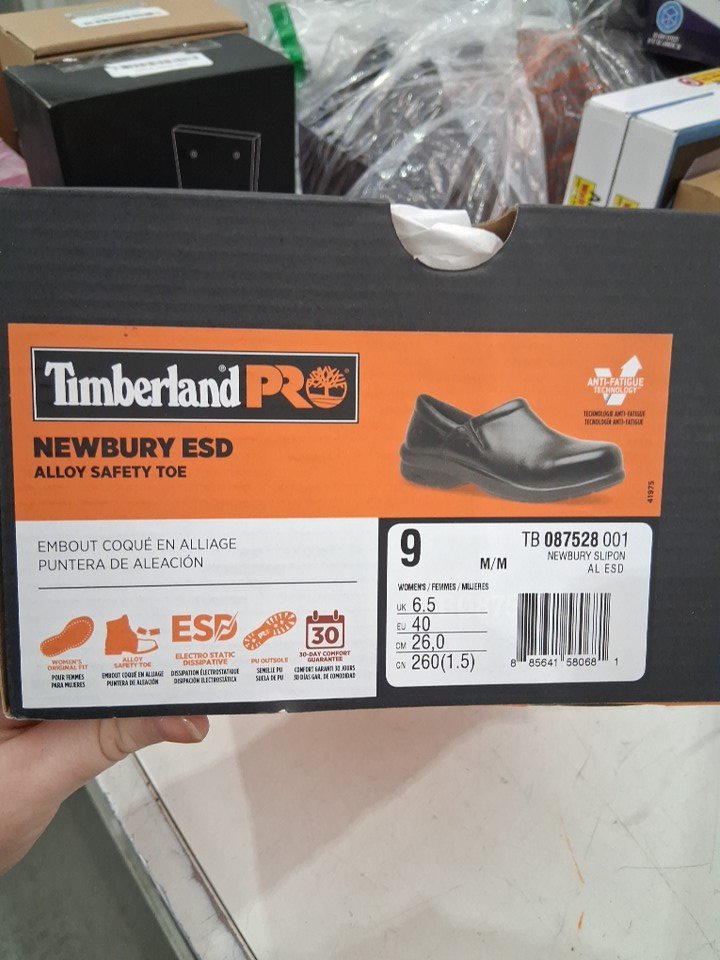 Timberland PRO
NEWBURY ESD
ALLOY SAFETY TOE
ANTI-FATIGUE
TECHNOLOGY
TECHNOLOGIE ANTI-FATIGUE
TECNOLOGÍA ANTI-FATIGUE
41975
EMBOUT COQUÉ EN ALLIAGE
PUNTERA DE ALEACIÓN
WOMEN'S
ORIGINAL FIT
POUR FEMMES
PARA MUJERES
ALLOY
SAFETY TOE
EMBOUT COQUÉ EN ALLIAGE
PUNTERA DE ALEACIÓN
ESD
ELECTRO STATIC
DISSIPATIVE
DISSIPATION ÉLECTROSTATIQUE
DISIPACIÓN ELECTROSTÁTICA
PU OUTSOLE
SEMELLE PU
SUELA DE PU
30
30-DAY COMFORT
GUARANTEE
CONFORT GARANTI 30 JOURS
30 DÍAS GAR. DE COMODIDAD
9
M/M
TB 087528 001
NEWBURY SLIPON
AL ESD
WOMENS / FEMMES / MUJERES
UK 6.5
EU 40
CM 26,0
CN 260(1.5)
8 85641 58068 1